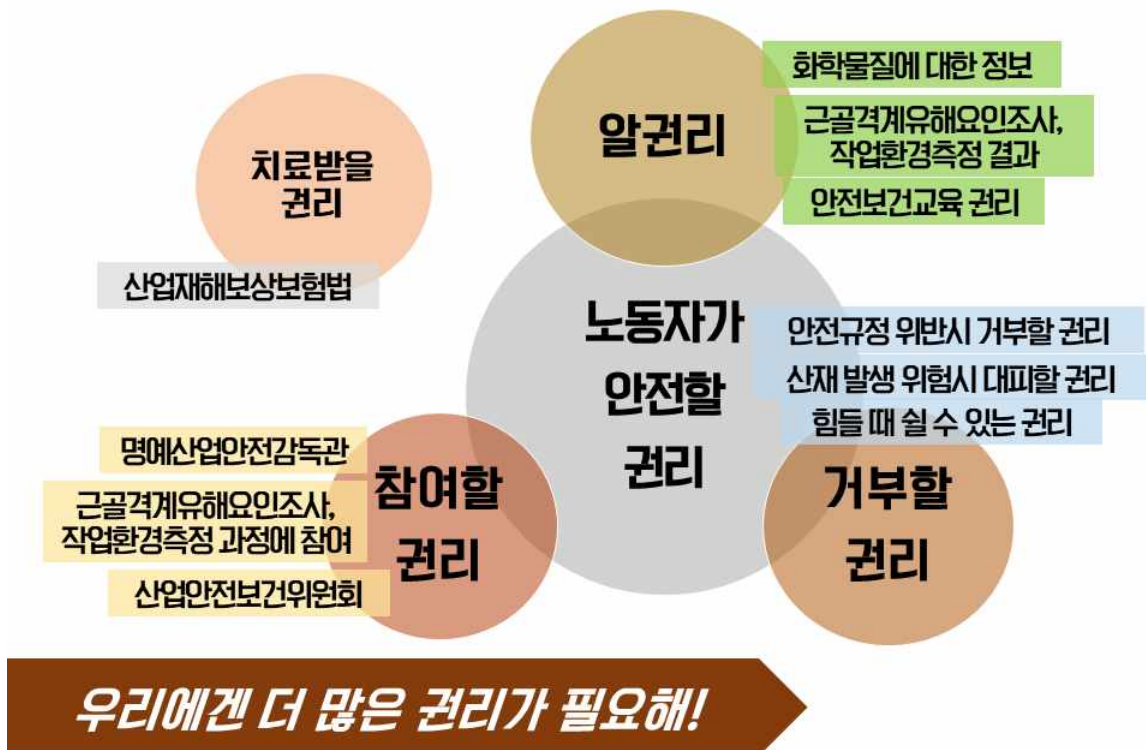 알권리
화학물질에 대한 정보
근골격계유해요인조사,
작업환경측정 결과
안전보건교육 권리
치료받을
권리
산업재해보상보험법
노동자가
안전할
권리
안전규정 위반시 거부할 권리
산재 발생 위험시 대피할 권리
힘들 때 쉴 수 있는 권리
거부할
권리
명예산업안전감독관
근골격계유해요인조사,
작업환경측정 과정에 참여
산업안전보건위원회
참여할
권리
우리에겐 더 많은 권리가 필요해!